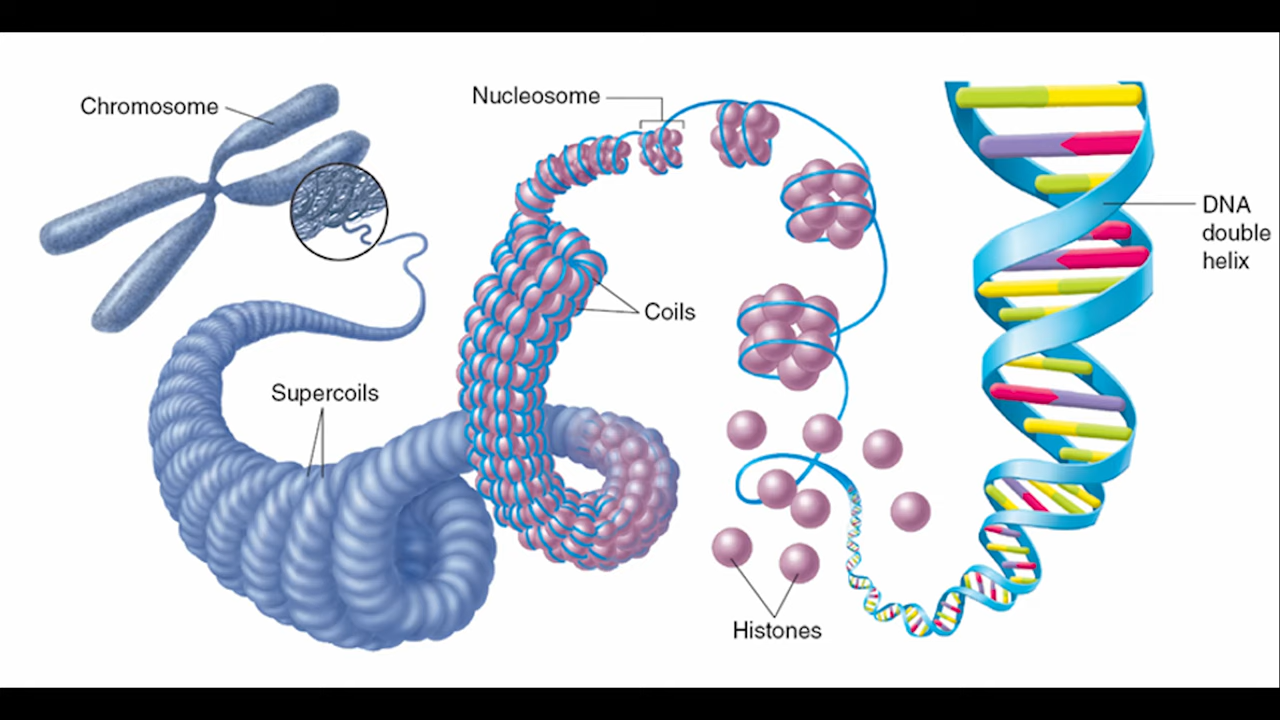 Chromosome
Nucleosome
DNA
double
helix
Coils
Supercoils
Histones